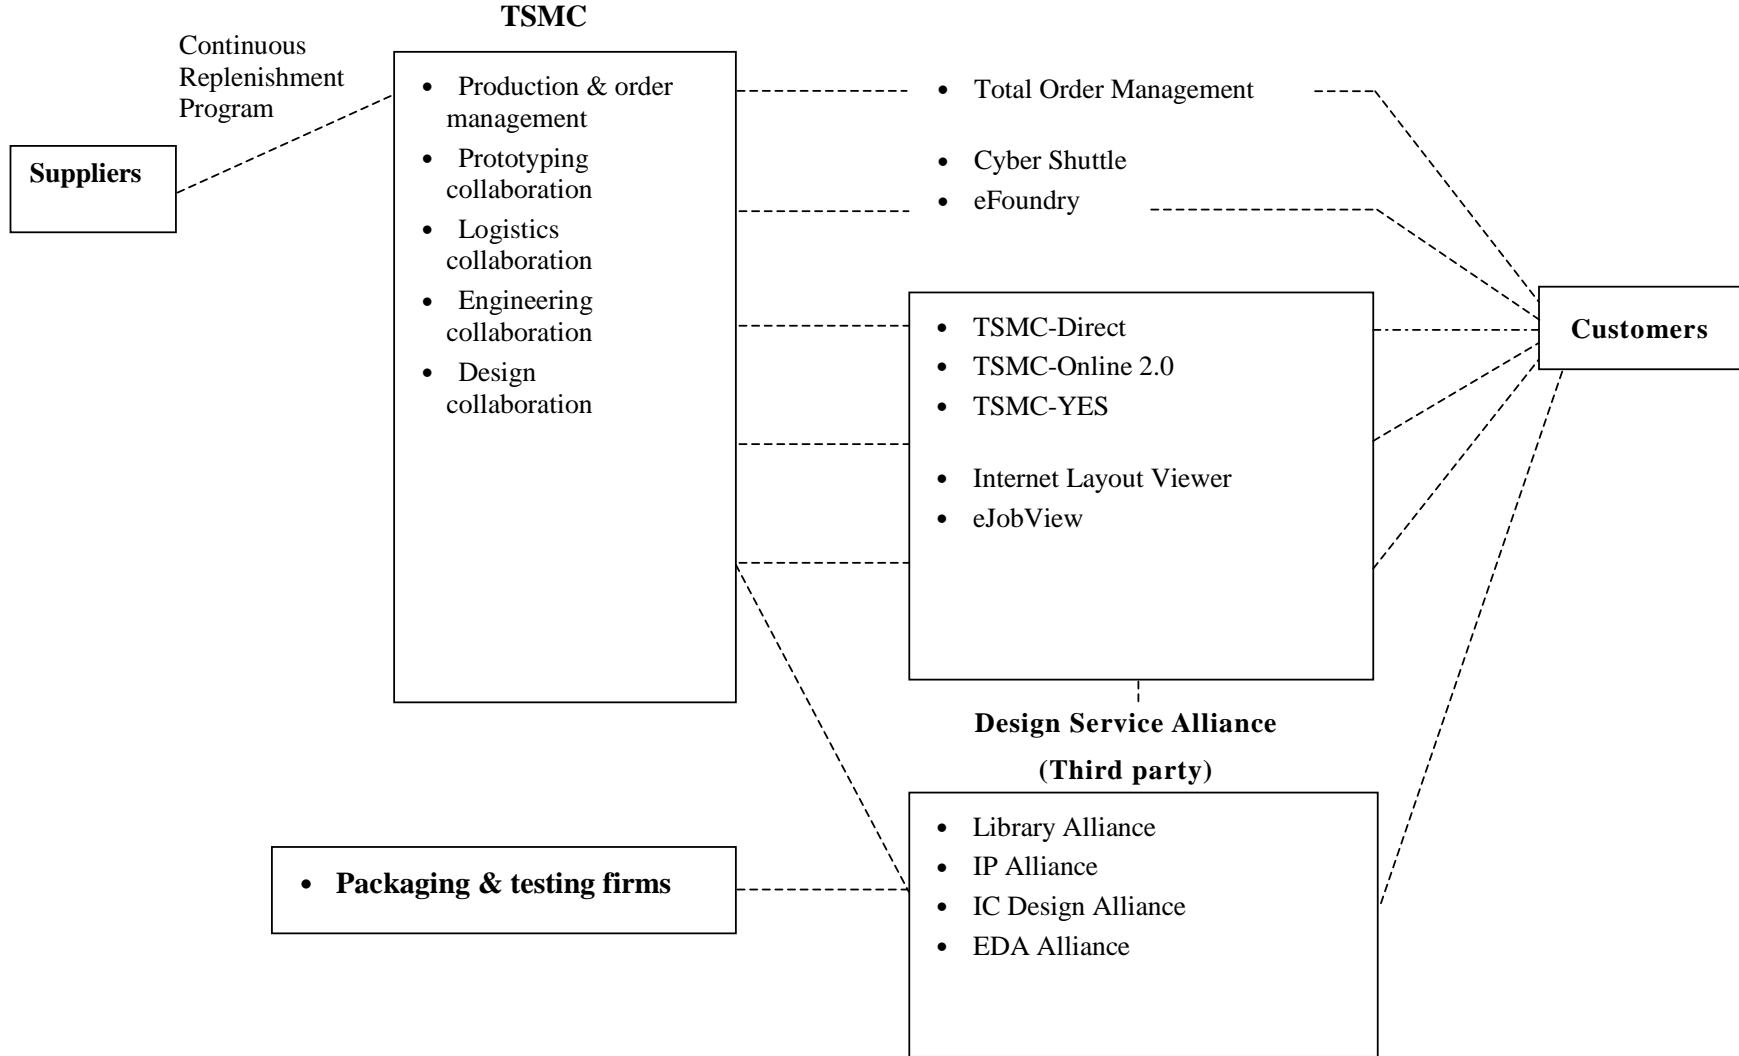 TSMC
Continuous
Replenishment
Program
Suppliers
• Production & order
management
• Prototyping
collaboration
• Logistics
collaboration
• Engineering
collaboration
• Design
collaboration
• Total Order Management
• Cyber Shuttle
• eFoundry
• TSMC-Direct
• TSMC-Online 2.0
• TSMC-YES
• Internet Layout Viewer
• eJobView
Customers
Design Service Alliance
(Third party)
• Library Alliance
• IP Alliance
• IC Design Alliance
• EDA Alliance
• Packaging & testing firms